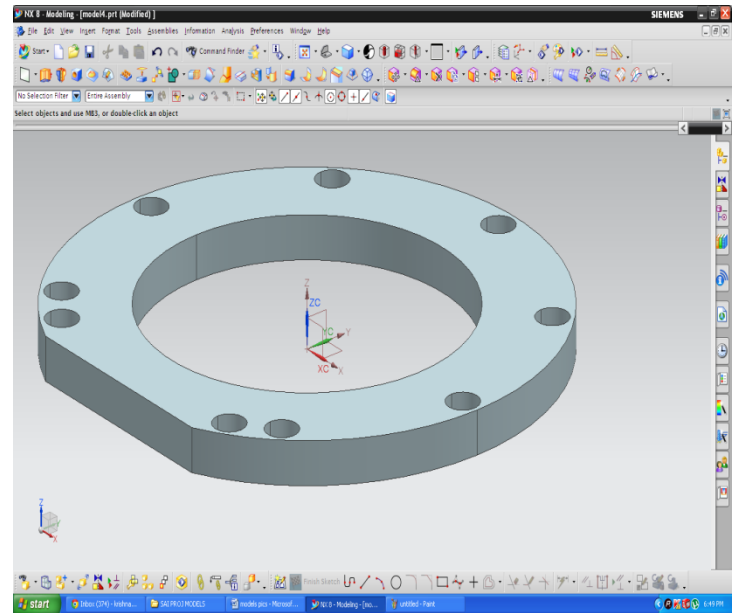 NX 8 - Modeling - [model4.prt (Modified) ]
SIEMENS
File Edit View Insert Format Tools Assemblies Information Analysis Preferences Window Help
Start Command Finder
No Selection Filter Entire Assembly
Select objects and use MB3, or double-click an object
Z
ZC
YC Y
XC X
Z
X
Finish Sketch
start Inbox (374) - krishna... SAI PROJ MODELS models pics - Microsof... NX 8 - Modeling - [mo... untitled - Paint 6:49 PM